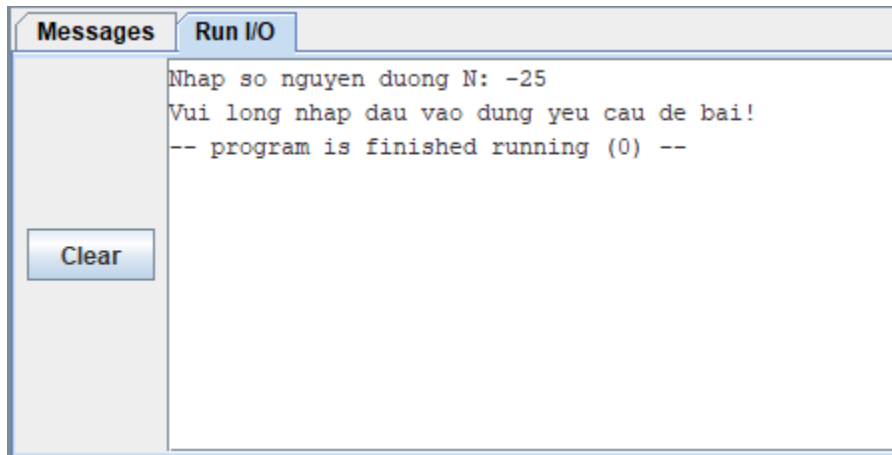 Messages Run I/O
Nhap so nguyen duong N: -25
Vui long nhap dau vao dung yeu cau de bai!
-- program is finished running (0) --
Clear